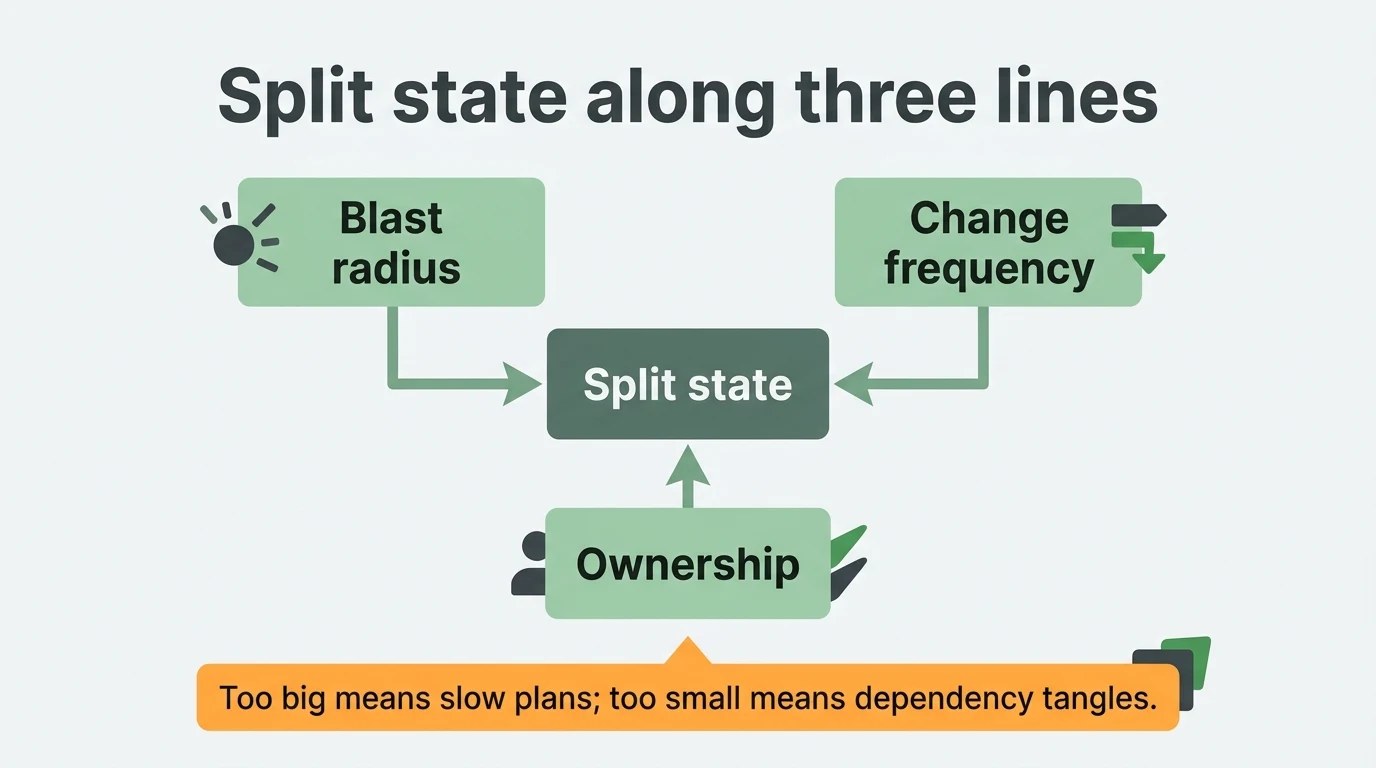 Split state along three lines
Blast
radius
Change
frequency
Split state
Ownership
Too big means slow plans; too small means dependency tangles.